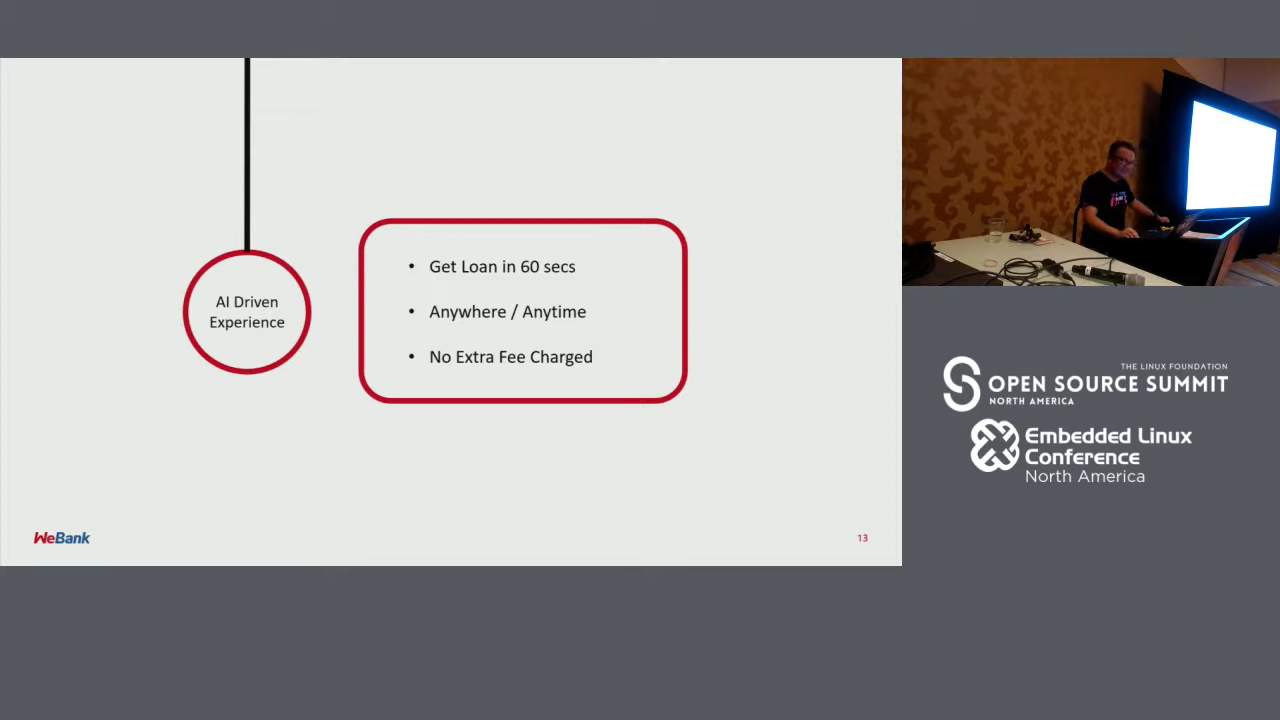 AI Driven
Experience
• Get Loan in 60 secs
• Anywhere / Anytime
• No Extra Fee Charged
WeBank
13
THE LINUX FOUNDATION
OPEN SOURCE SUMMIT
NORTH AMERICA
Embedded Linux
Conference
North America